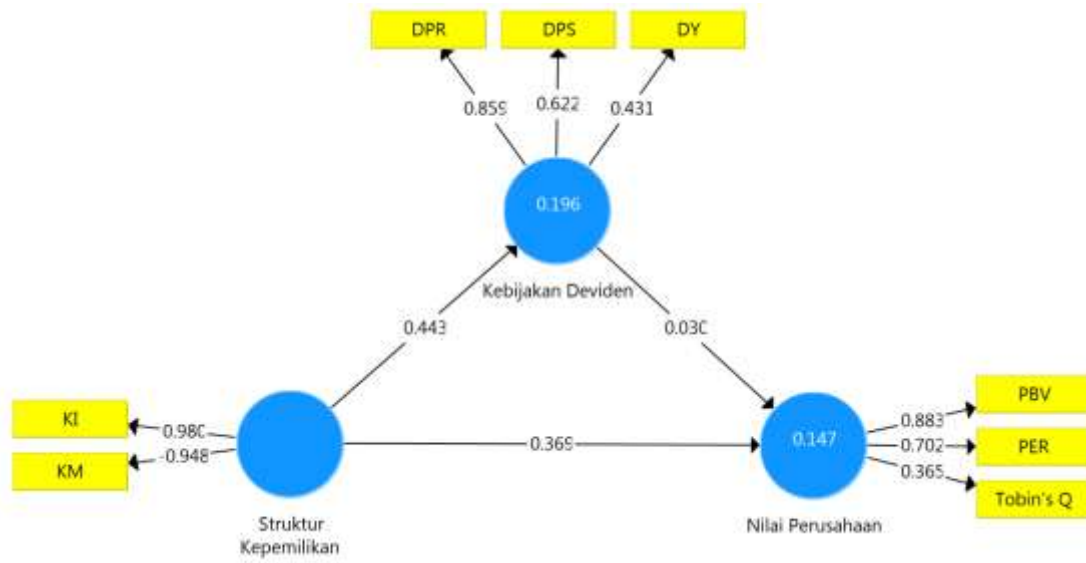 DPR DPS DY
0.859 0.622 0.431
0.196
Kebijakan Deviden
0.443 0.030
KI
0.980
-0.948
KM
0.369
0.147
0.883
0.702
0.365
PBV
PER
Tobin's Q
Struktur
Kepemilikan
Nilai Perusahaan